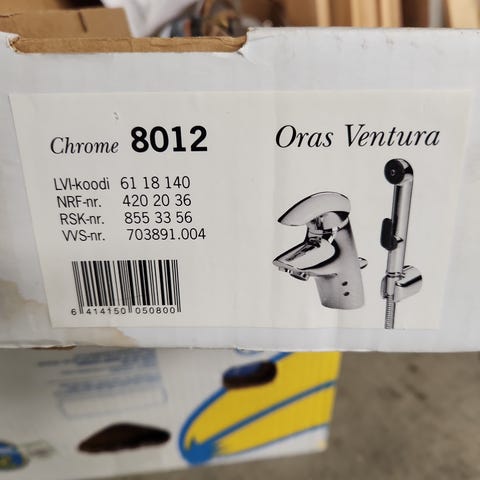 Chrome 8012
Oras Ventura
LVI-koodi 61 18 140
NRF-nr. 420 20 36
RSK-nr. 855 33 56
VVS-nr. 703891.004
6 414150 050800